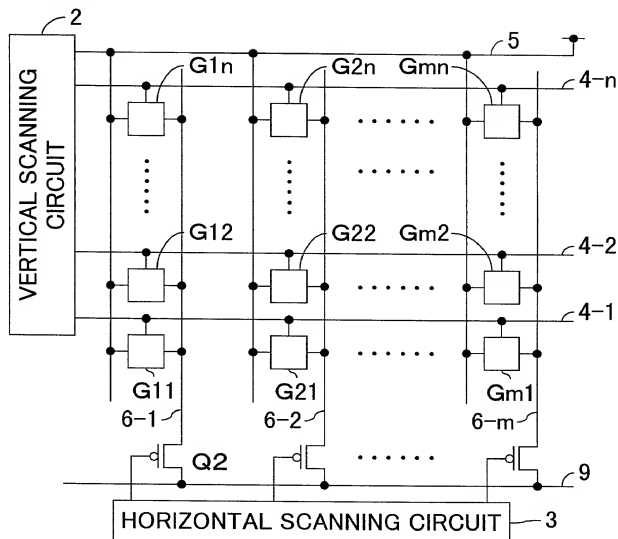 2
5
G1n
G2n
Gmn
4-n
VERTICAL SCANNING
CIRCUIT
G12
G22
Gm2
4-2
4-1
G11
G21
Gm1
6-1
6-2
6-m
Q2
9
HORIZONTAL SCANNING CIRCUIT
3